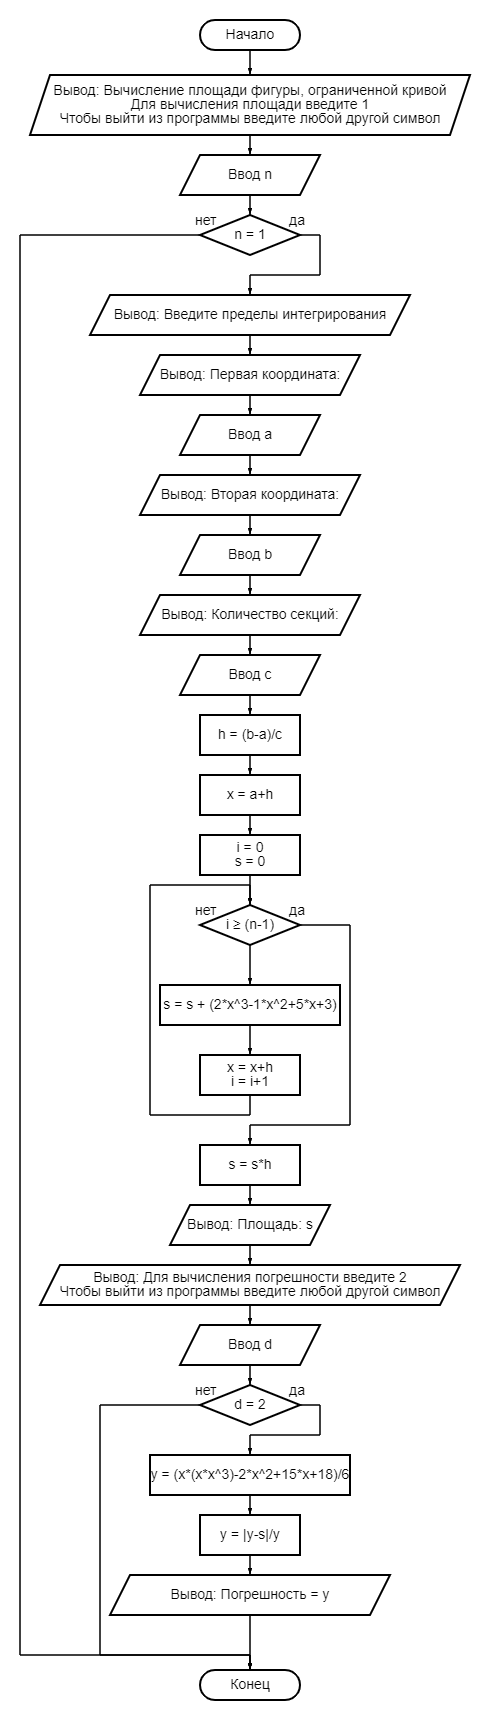 Начало
Вывод: Вычисление площади фигуры, ограниченной кривой
Для вычисления площади введите 1
Чтобы выйти из программы введите любой другой символ
Ввод n
нет
да
n = 1
Вывод: Введите пределы интегрирования
Вывод: Первая координата:
Ввод a
Вывод: Вторая координата:
Ввод b
Вывод: Количество секций:
Ввод c
h = (b-a)/c
x = a+h
i = 0
s = 0
нет
да
i ≥ (n-1)
s = s + (2*x^3-1*x^2+5*x+3)
x = x+h
i = i+1
s = s*h
Вывод: Площадь: s
Вывод: Для вычисления погрешности введите 2
Чтобы выйти из программы введите любой другой символ
Ввод d
нет
да
d = 2
y = (x*(x*x^3)-2*x^2+15*x+18)/6
y = |y-s|/y
Вывод: Погрешность = y
Конец